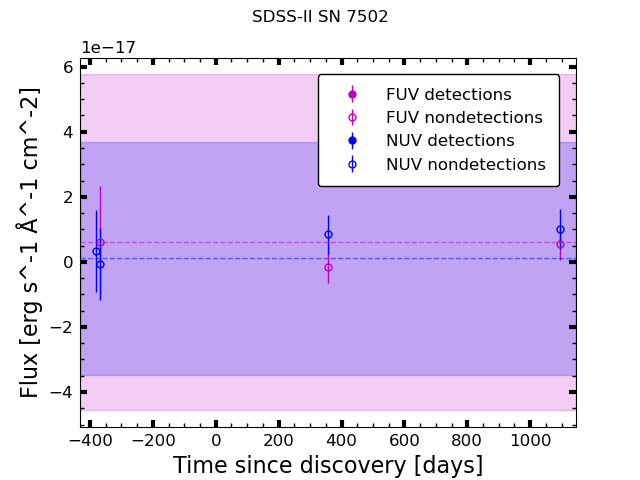 SDSS-II SN 7502
1e−17
FUV detections
FUV nondetections
NUV detections
NUV nondetections
6
4
2
0
−2
−4
Flux [erg s^-1 Å^-1 cm^-2]
−400 −200 0 200 400 600 800 1000
Time since discovery [days]